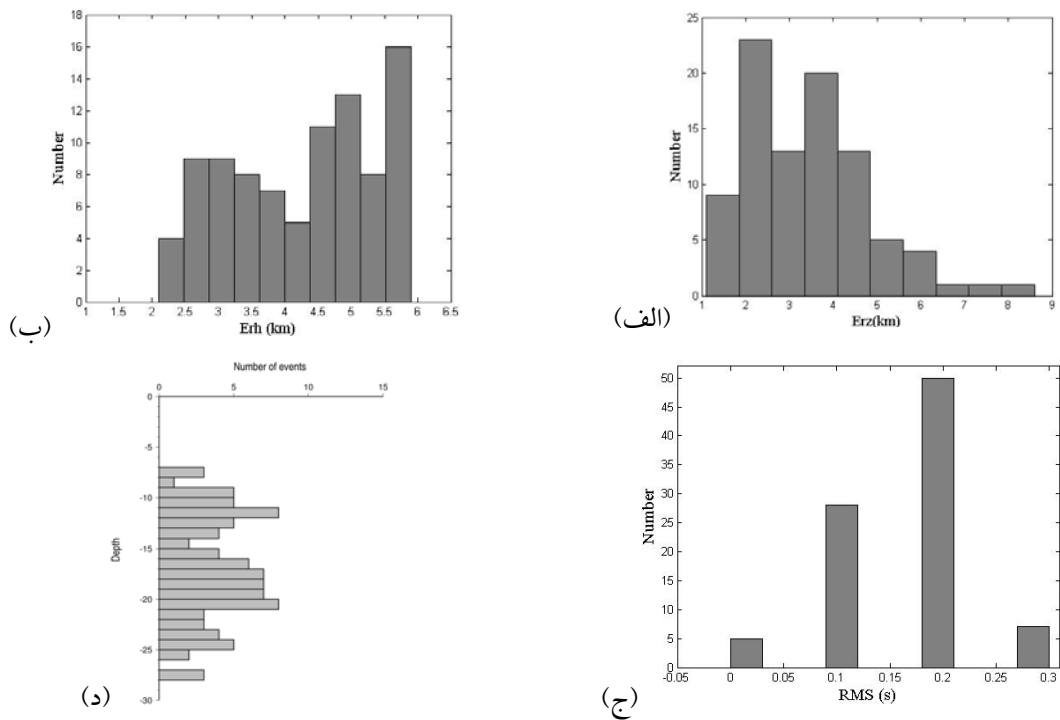 25
20
15
10
5
0
1 2 3 4 5 6 7 8 9
Number
Erz(km)
(الف)
18
16
14
12
10
8
6
4
2
0
1 1.5 2 2.5 3 3.5 4 4.5 5 5.5 6 6.5
Number
Erh (km)
(ب)
50
45
40
35
30
25
20
15
10
5
0
-0.05 0 0.05 0.1 0.15 0.2 0.25 0.3
Number
RMS (s)
(ج)
Number of events
0 5 10 15
0
-5
-10
-15
-20
-25
-30
Depth
(د)